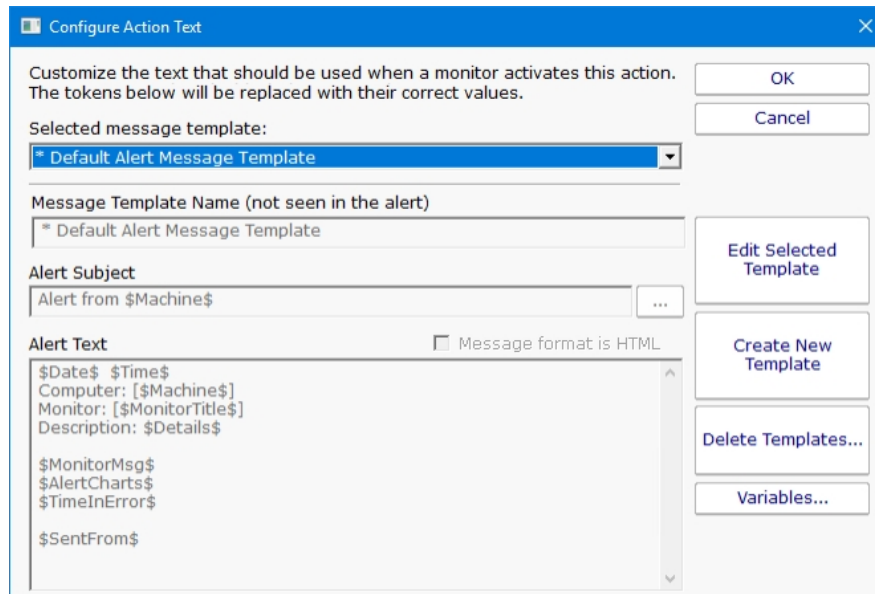 Configure Action Text
Customize the text that should be used when a monitor activates this action.
The tokens below will be replaced with their correct values.
OK
Cancel
Selected message template:
* Default Alert Message Template
Message Template Name (not seen in the alert)
* Default Alert Message Template
Edit Selected
Template
Alert Subject
Alert from $Machine$
...
Alert Text
Message format is HTML
Create New
Template
$Date$  $Time$
Computer: [$Machine$]
Monitor: [$MonitorTitle$]
Description: $Details$
Delete Templates...
$MonitorMsg$
$AlertCharts$
$TimeInError$
Variables...
$SentFrom$